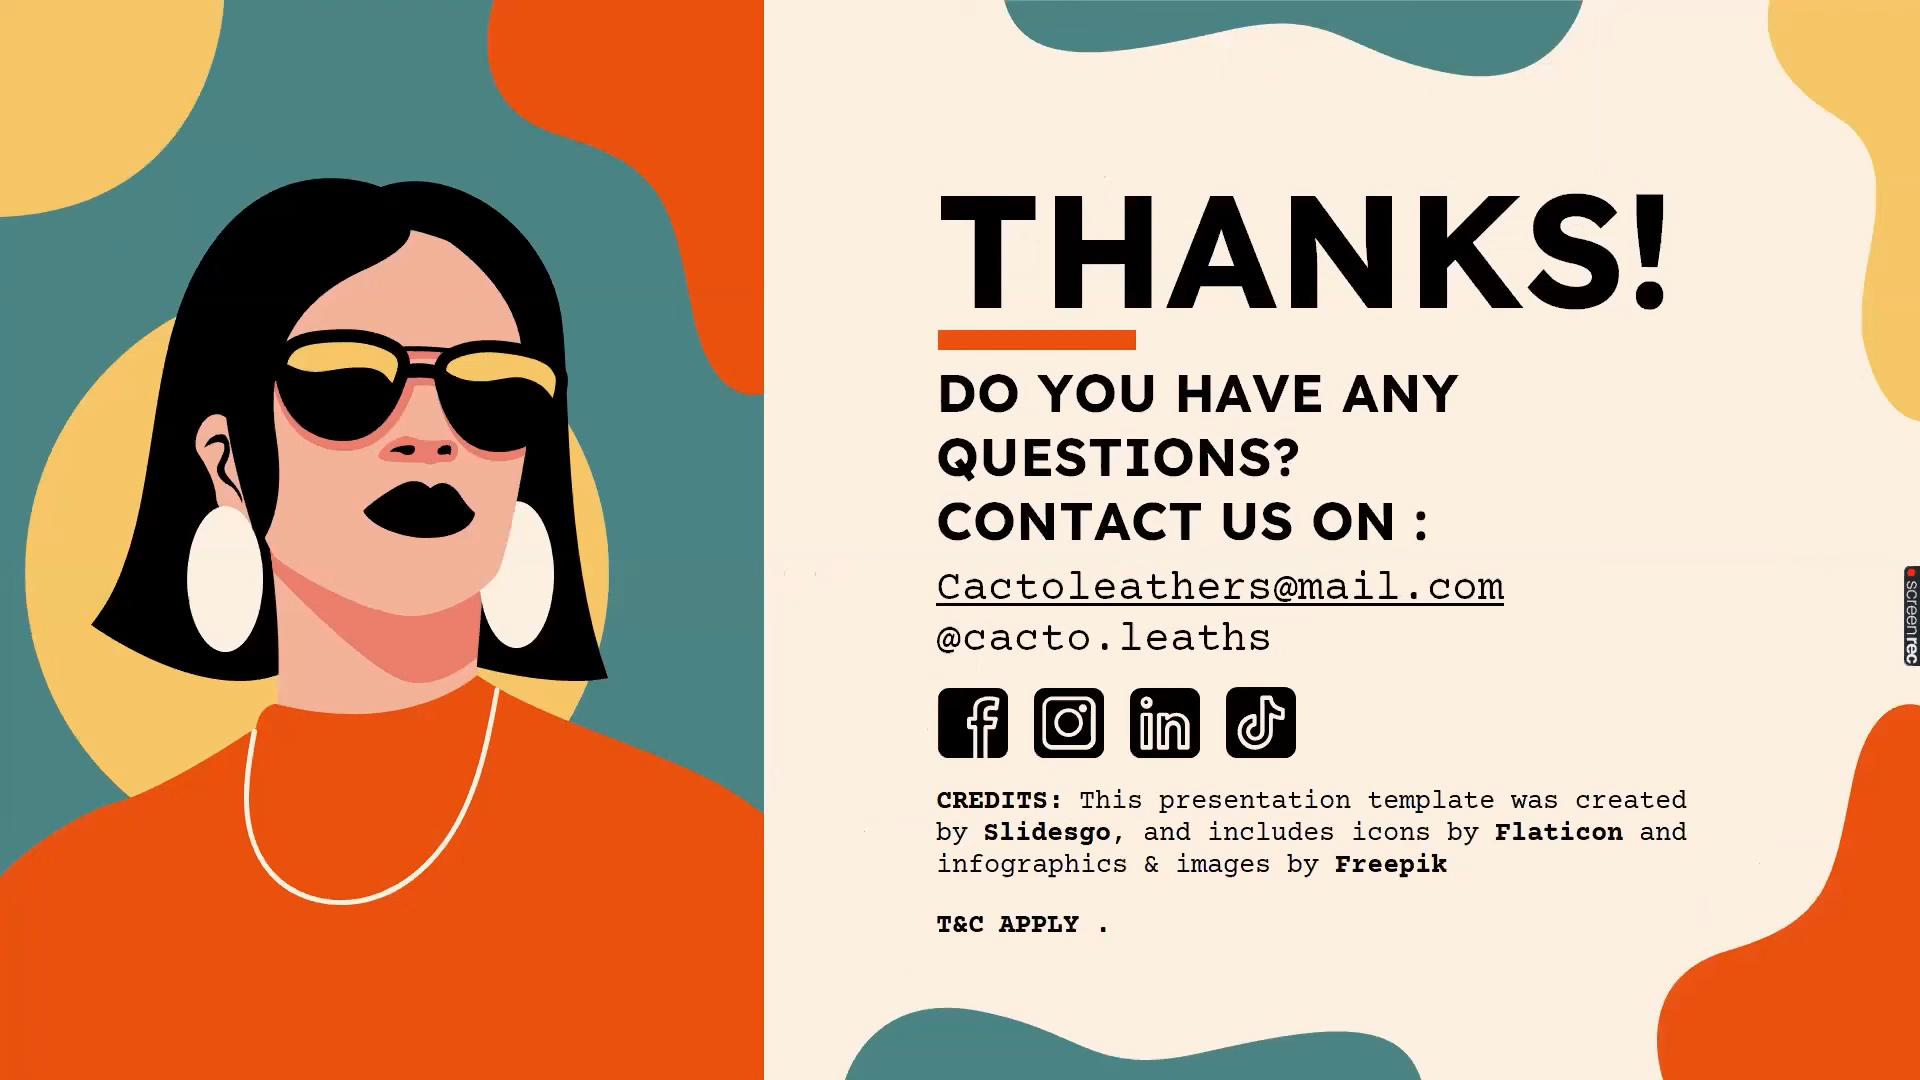 THANKS!
DO YOU HAVE ANY
QUESTIONS?
CONTACT US ON :
Cactoleathers@mail.com
@cacto.leaths
CREDITS: This presentation template was created
by Slidesgo, and includes icons by Flaticon and
infographics & images by Freepik
T&C APPLY .
screenrec